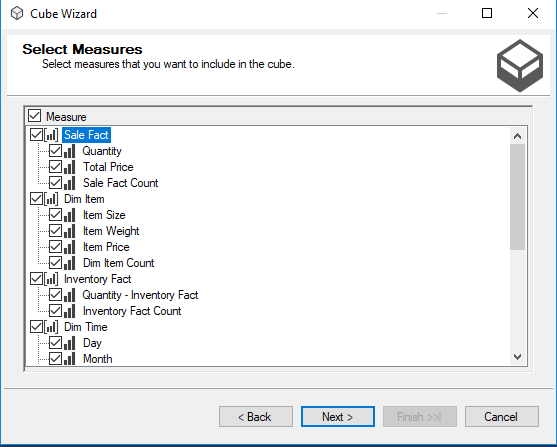 Cube Wizard
Select Measures
Select measures that you want to include in the cube.
Measure
Sale Fact
Quantity
Total Price
Sale Fact Count
Dim Item
Item Size
Item Weight
Item Price
Dim Item Count
Inventory Fact
Quantity - Inventory Fact
Inventory Fact Count
Dim Time
Day
Month
< Back Next > Finish >>| Cancel